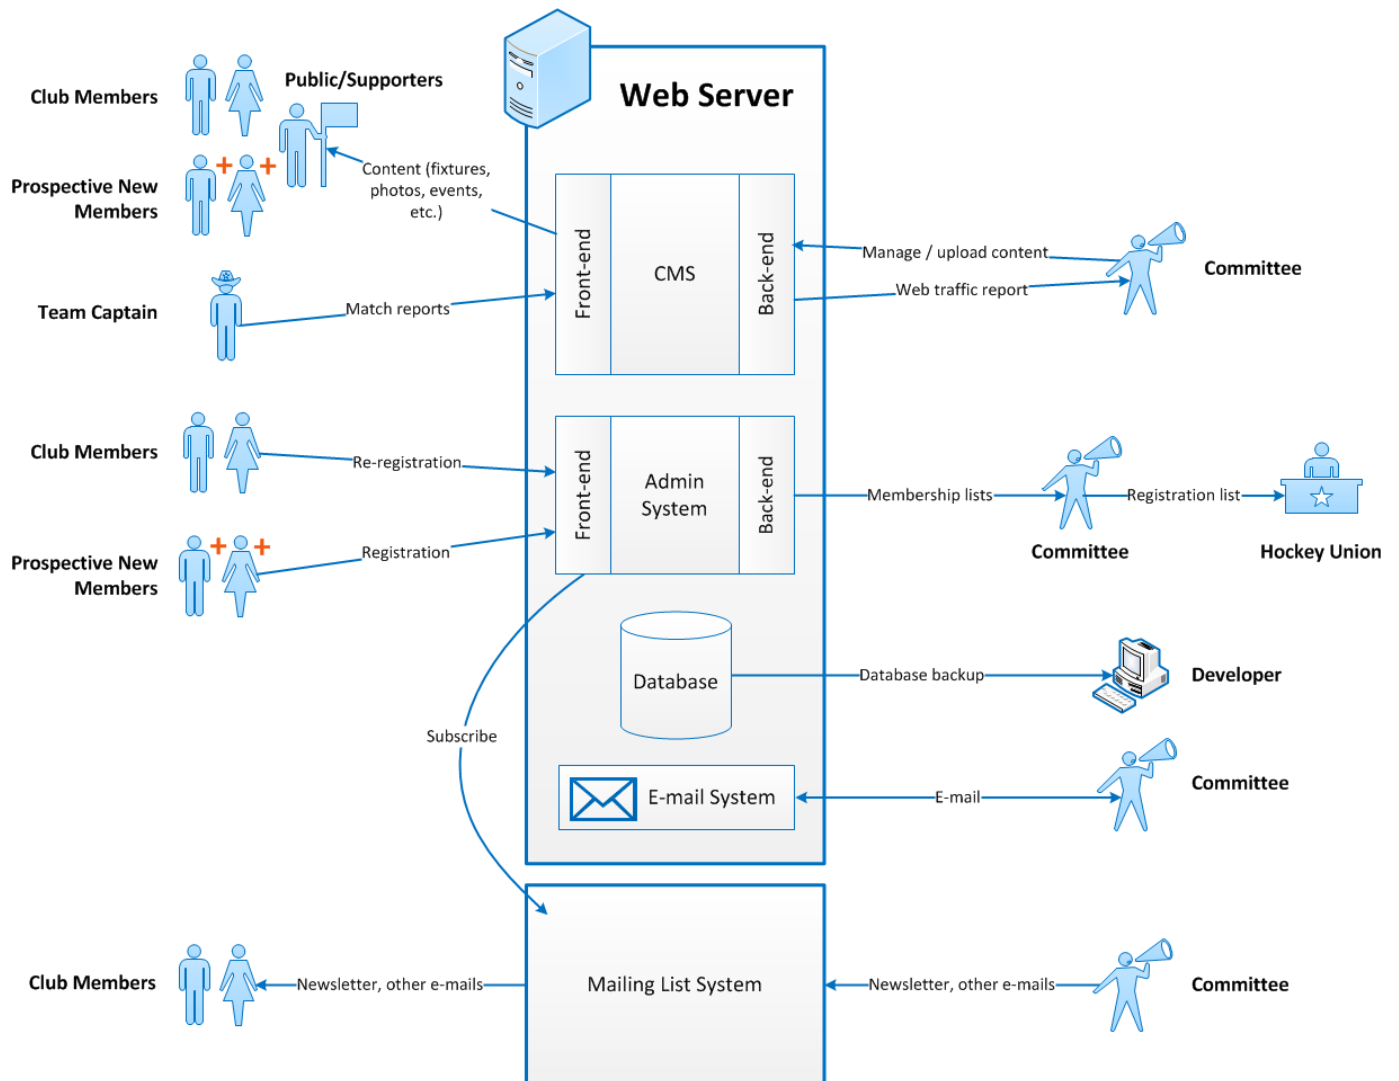 Web Server
Club Members
Public/Supporters
Prospective New
Members
Content (fixtures,
photos, events,
etc.)
Front-end
CMS
Back-end
Manage / upload content
Web traffic report
Committee
Team Captain
Match reports
Club Members
Re-registration
Front-end
Admin
System
Back-end
Membership lists
Registration list
Committee
Hockey Union
Prospective New
Members
Registration
Database
Database backup
Developer
Subscribe
E-mail System
E-mail
Committee
Club Members
Newsletter, other e-mails
Mailing List System
Newsletter, other e-mails
Committee